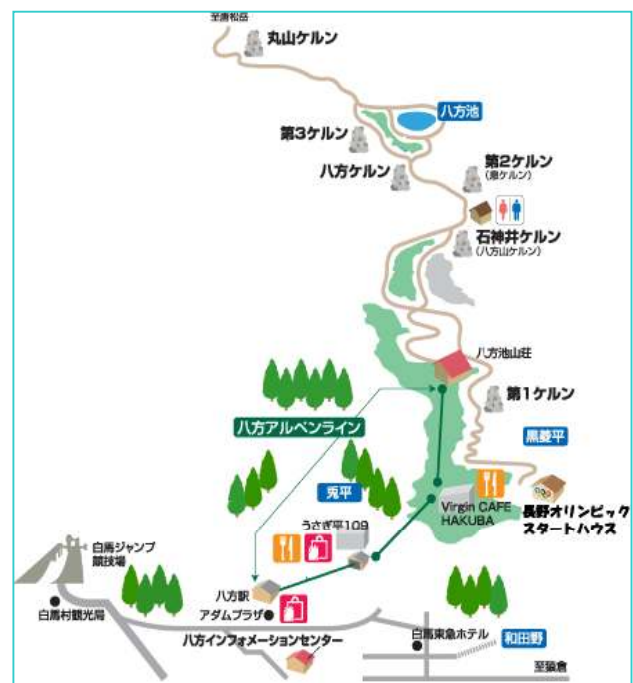 至唐松岳
丸山ケルン
八方池
第3ケルン
八方ケルン
第2ケルン
(息ケルン)
石神井ケルン
(八方山ケルン)
八方池山荘
第1ケルン
八方アルペンライン
黒菱平
兎平
Virgin CAFE
HAKUBA
長野オリンピック
スタートハウス
うさぎ平109
白馬ジャンプ
競技場
八方駅
白馬村観光局
アダムプラザ
八方インフォメーションセンター
白馬東急ホテル
和田野
至猿倉